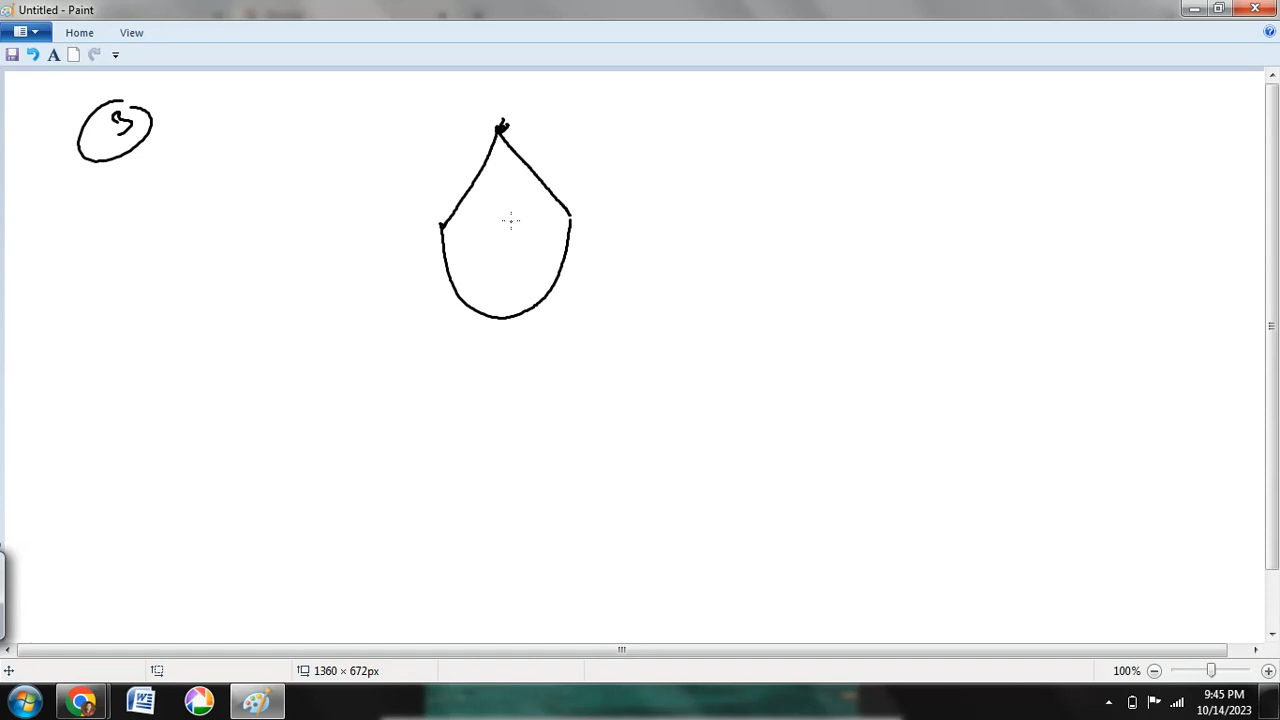 Untitled - Paint
Home View
A
1360 × 672px
100%
9:45 PM
10/14/2023